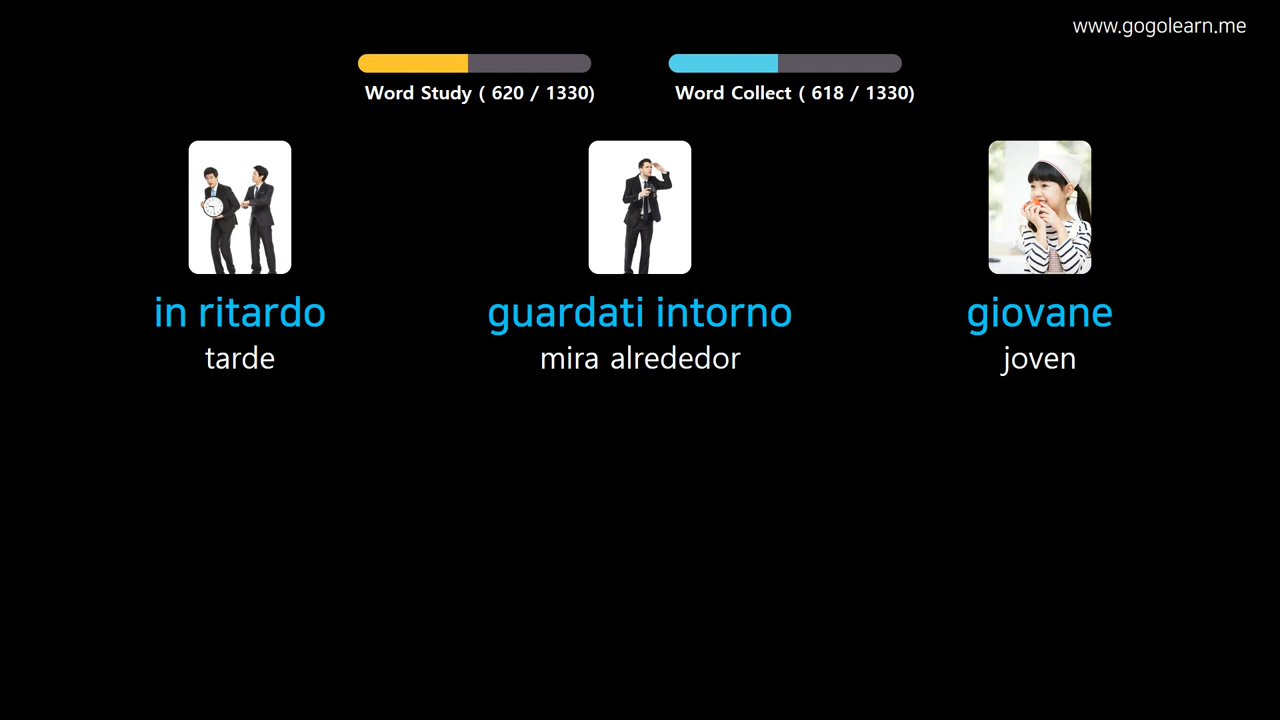 www.gogolearn.me
Word Study ( 620 / 1330)
Word Collect ( 618 / 1330)
in ritardo
tarde
guardati intorno
mira alrededor
giovane
joven